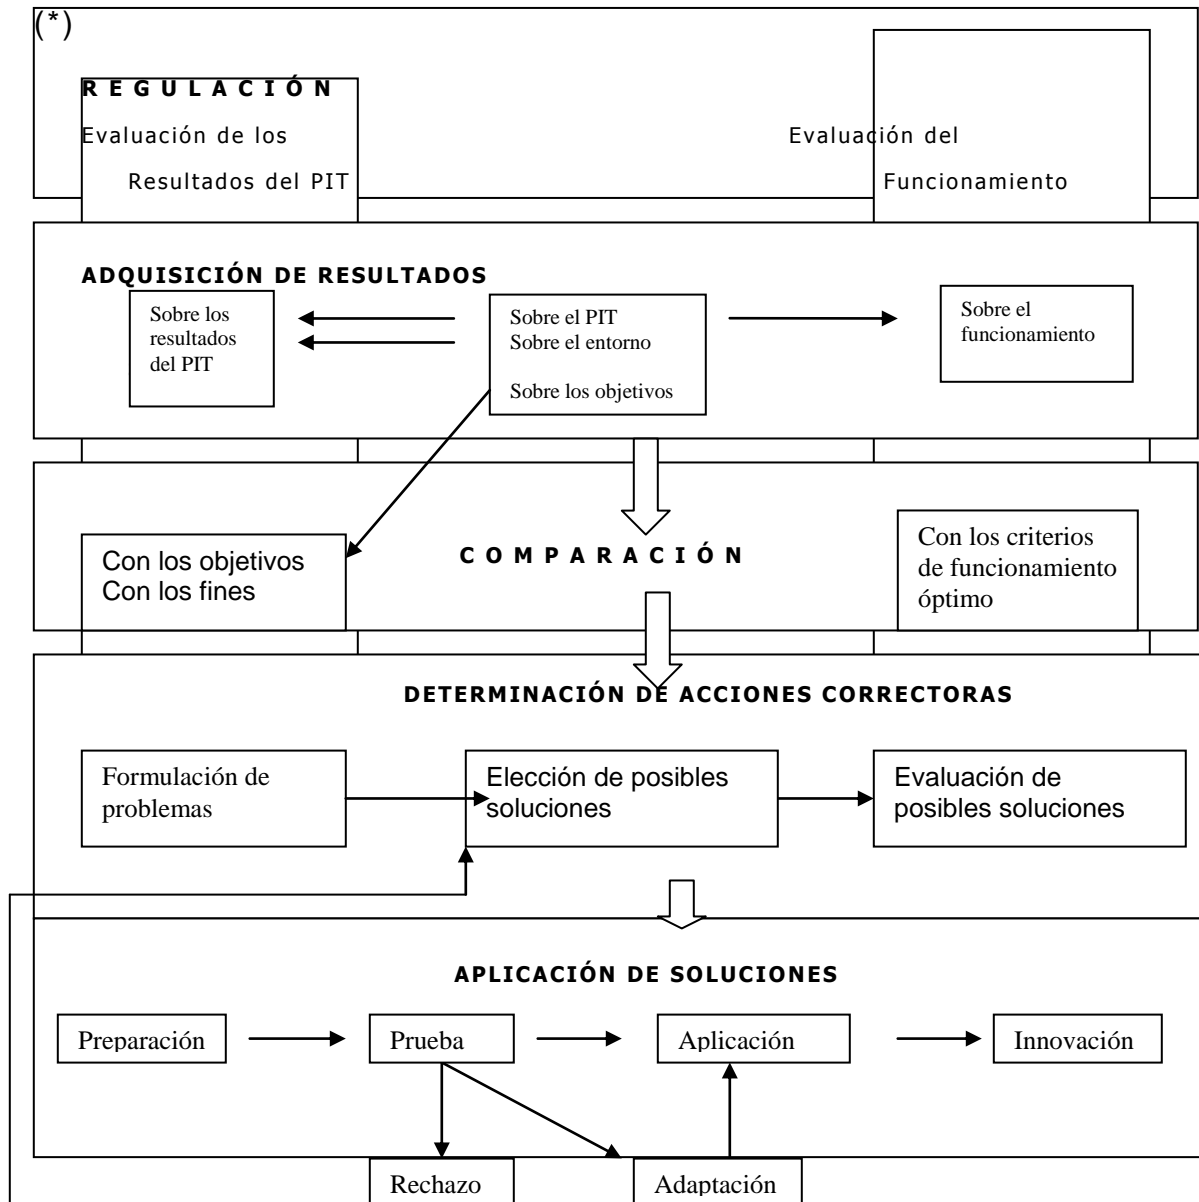 (*)
R E G U L A C I Ó N
Evaluación de los
Resultados del PIT
Evaluación del
Funcionamiento
ADQUISICIÓN DE RESULTADOS
Sobre los
resultados
del PIT
Sobre el PIT
Sobre el entorno
Sobre los objetivos
Sobre el
funcionamiento
Con los objetivos
Con los fines
C O M P A R A C I Ó N
Con los criterios
de funcionamiento
óptimo
DETERMINACIÓN DE ACCIONES CORRECTORAS
Formulación de
problemas
Elección de posibles
soluciones
Evaluación de
posibles soluciones
APLICACIÓN DE SOLUCIONES
Preparación
Prueba
Aplicación
Innovación
Rechazo
Adaptación